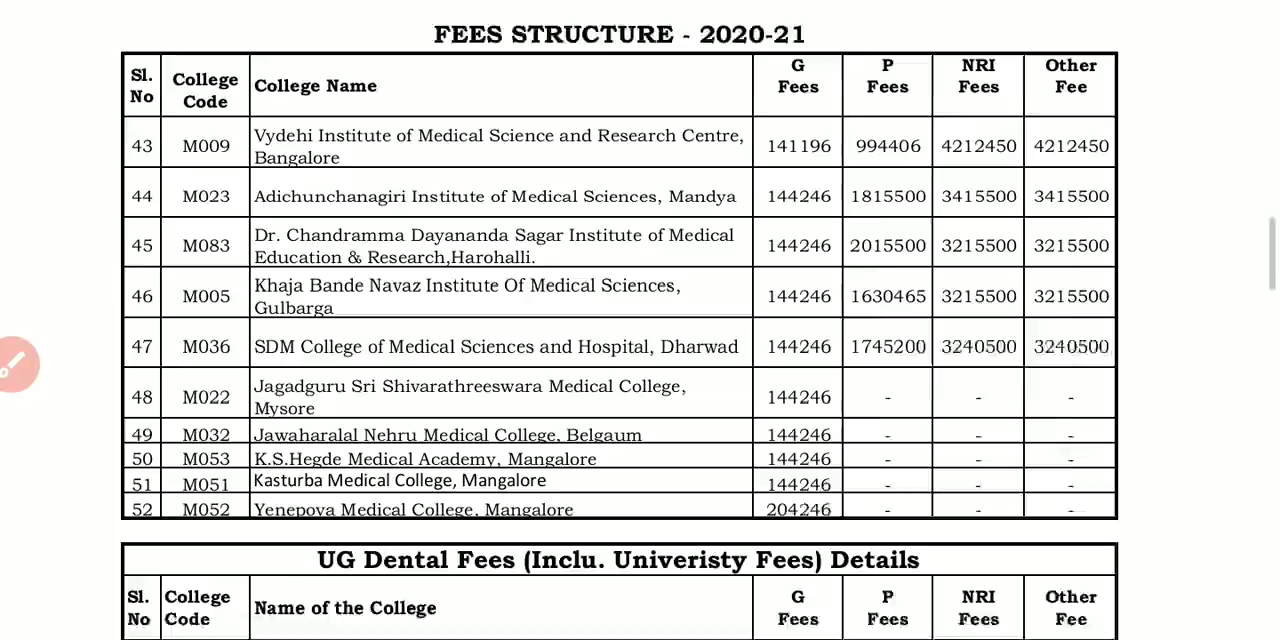 FEES STRUCTURE - 2020-21
Sl. No College Code College Name G Fees P Fees NRI Fees Other Fee
43 M009 Vydehi Institute of Medical Science and Research Centre, Bangalore 141196 994406 4212450 4212450
44 M023 Adichunchanagiri Institute of Medical Sciences, Mandya 144246 1815500 3415500 3415500
45 M083 Dr. Chandramma Dayananda Sagar Institute of Medical Education & Research,Harohalli. 144246 2015500 3215500 3215500
46 M005 Khaja Bande Navaz Institute Of Medical Sciences, Gulbarga 144246 1630465 3215500 3215500
47 M036 SDM College of Medical Sciences and Hospital, Dharwad 144246 1745200 3240500 3240500
48 M022 Jagadguru Sri Shivarathreeswara Medical College, Mysore 144246 - - -
49 M032 Jawaharalal Nehru Medical College, Belgaum 144246 - - -
50 M053 K.S.Hegde Medical Academy, Mangalore 144246 - - -
51 M051 Kasturba Medical College, Mangalore 144246 - - -
52 M052 Yenepoya Medical College, Mangalore 204246 - - -
UG Dental Fees (Inclu. Univeristy Fees) Details
Sl. No College Code Name of the College G Fees P Fees NRI Fees Other Fee